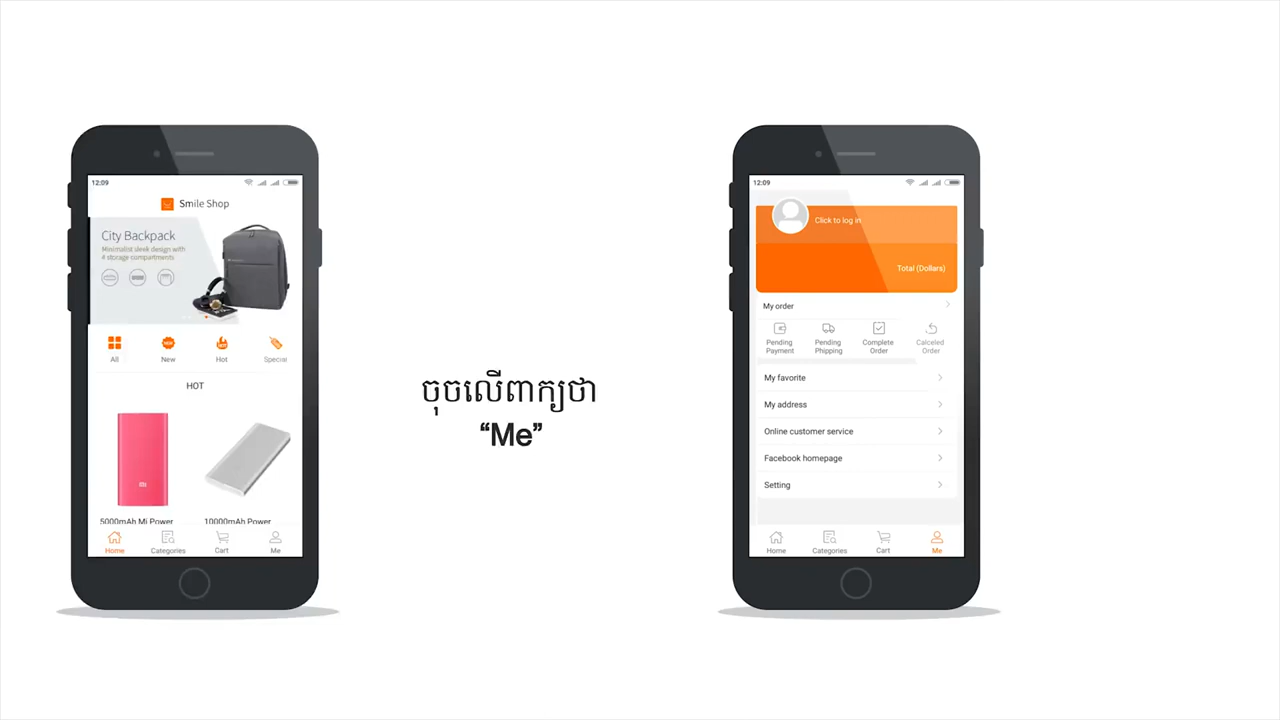 12:09
Smile Shop
City Backpack
Minimalist sleek design with
4 storage compartments
All
New
Hot
Special
HOT
5000mAh Mi Power
10000mAh Power
Home
Categories
Cart
Me
ចុចលើពាក្យថា
“Me”
12:09
Click to log in
Total (Dollars)
My order
Pending
Payment
Pending
Phipping
Complete
Order
Calceled
Order
My favorite
My address
Online customer service
Facebook homepage
Setting
Home
Categories
Cart
Me